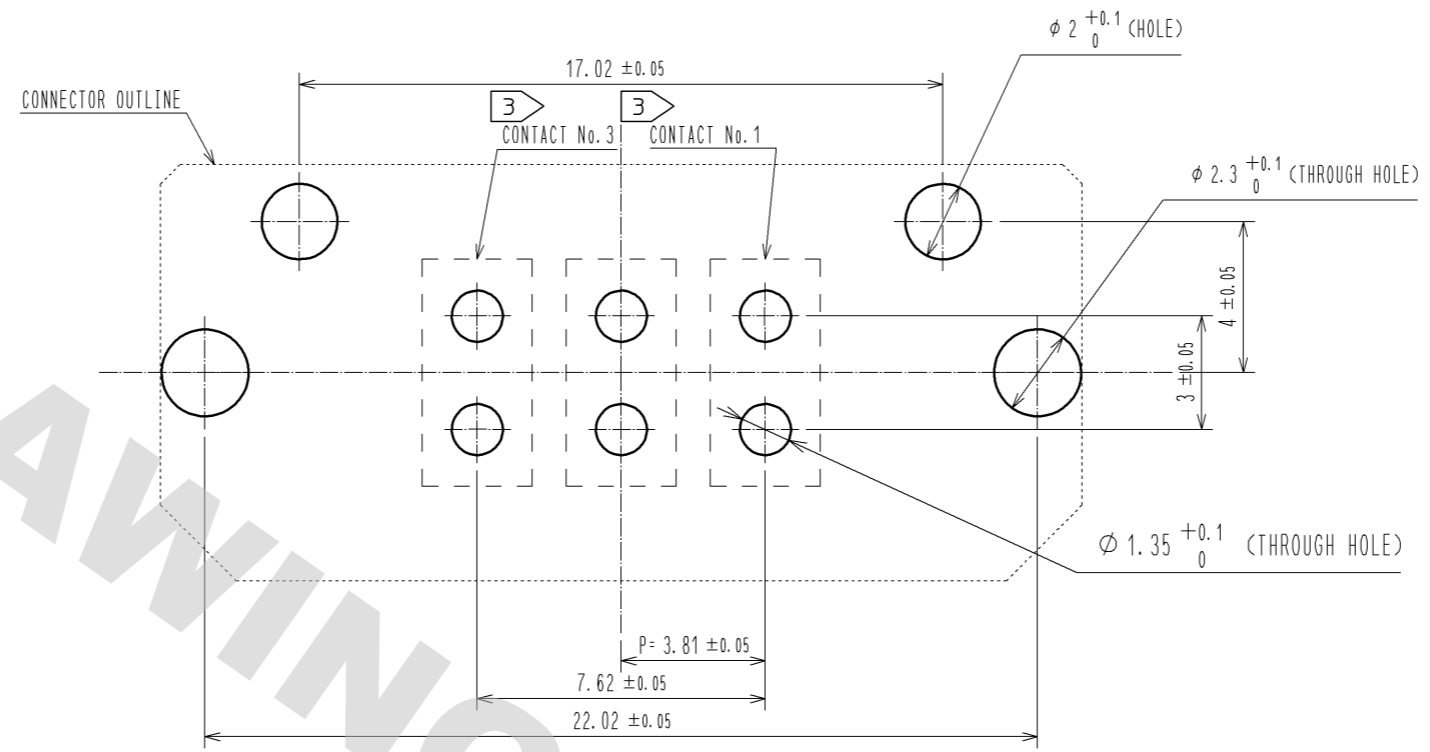 ϕ 2 +0.1 0 (HOLE)
17.02 ±0.05
CONNECTOR OUTLINE
3
3
CONTACT No.3
CONTACT No.1
ϕ 2.3 +0.1 0 (THROUGH HOLE)
4 ±0.05
3 ±0.05
∅ 1.35 +0.1 0 (THROUGH HOLE)
P= 3.81 ±0.05
7.62 ±0.05
22.02 ±0.05
AWING